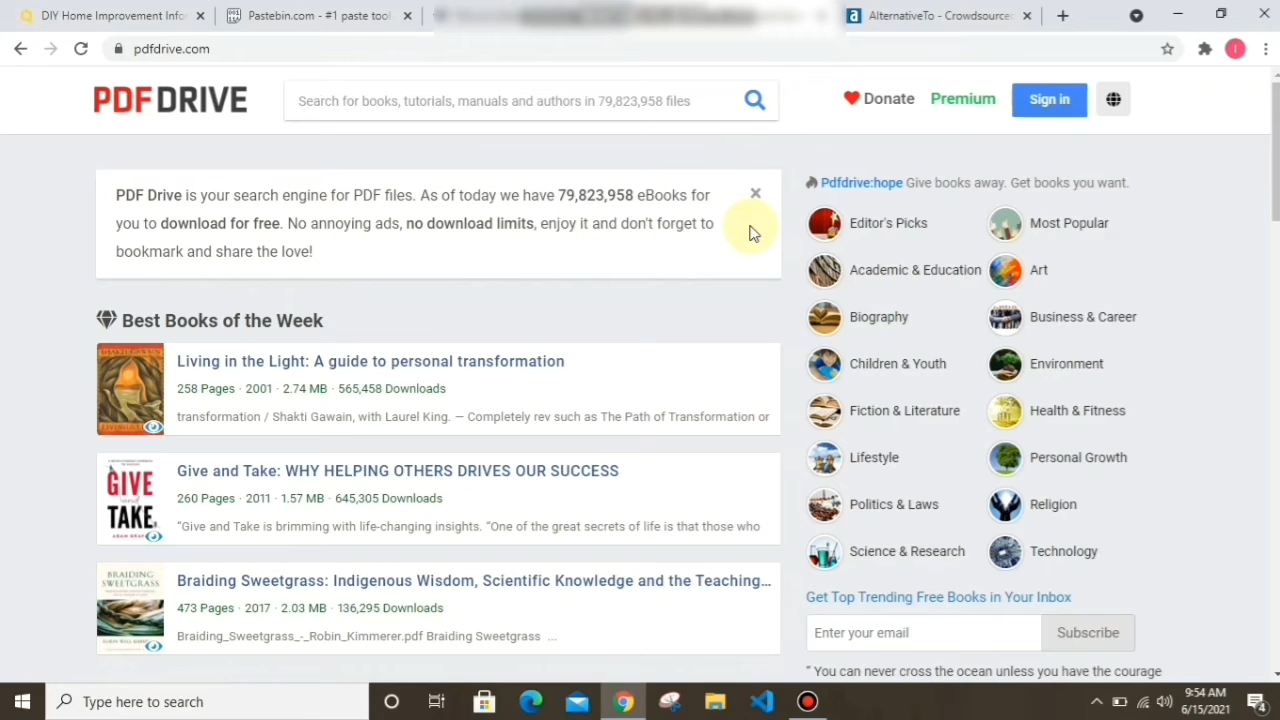 DIY Home Improvement Info
Pastebin.com - #1 paste tool
AlternativeTo - Crowdsource
pdfdrive.com
I
PDF DRIVE
Search for books, tutorials, manuals and authors in 79,823,958 files
Donate
Premium
Sign in
PDF Drive is your search engine for PDF files. As of today we have 79,823,958 eBooks for
you to download for free. No annoying ads, no download limits, enjoy it and don't forget to
bookmark and share the love!
Best Books of the Week
Living in the Light: A guide to personal transformation
258 Pages · 2001 · 2.74 MB · 565,458 Downloads
transformation / Shakti Gawain, with Laurel King. — Completely rev such as The Path of Transformation or
GIVE
and
TAKE
Give and Take: WHY HELPING OTHERS DRIVES OUR SUCCESS
260 Pages · 2011 · 1.57 MB · 645,305 Downloads
"Give and Take is brimming with life-changing insights. "One of the great secrets of life is that those who
BRAIDING
SWEETGRASS
Braiding Sweetgrass: Indigenous Wisdom, Scientific Knowledge and the Teaching...
473 Pages · 2017 · 2.03 MB · 136,295 Downloads
Braiding_Sweetgrass_-_Robin_Kimmerer.pdf Braiding Sweetgrass ...
Pdfdrive:hope Give books away. Get books you want.
Editor's Picks
Most Popular
Academic & Education
Art
Biography
Business & Career
Children & Youth
Environment
Fiction & Literature
Health & Fitness
Lifestyle
Personal Growth
Politics & Laws
Religion
Science & Research
Technology
Get Top Trending Free Books in Your Inbox
Enter your email
Subscribe
" You can never cross the ocean unless you have the courage
Type here to search
9:54 AM
6/15/2021
4